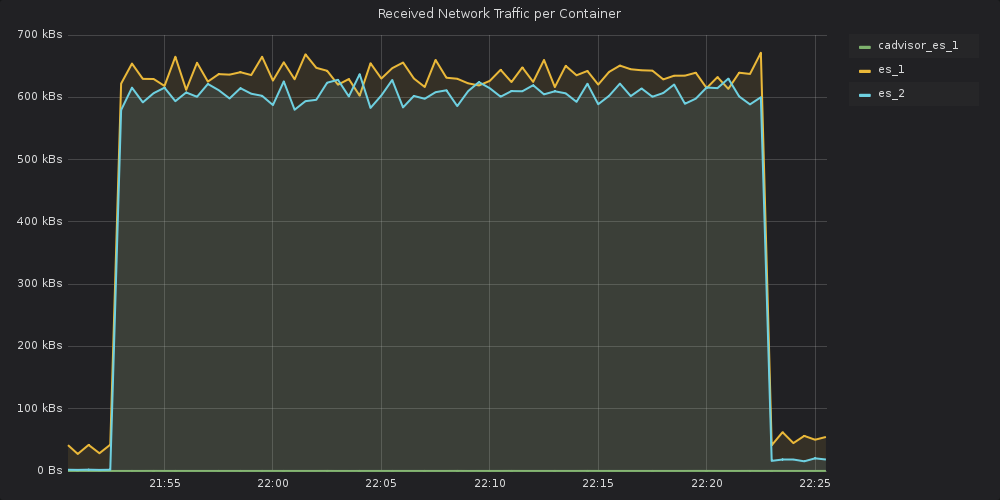 Received Network Traffic per Container
700 kBs
600 kBs
500 kBs
400 kBs
300 kBs
200 kBs
100 kBs
0 Bs
21:55
22:00
22:05
22:10
22:15
22:20
22:25
cadvisor_es_1
es_1
es_2